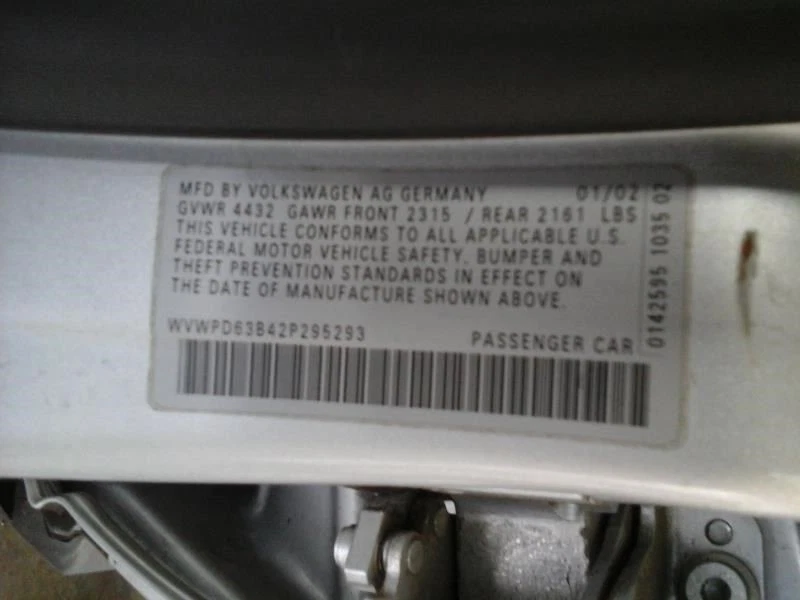 MFD BY VOLKSWAGEN AG GERMANY 01/02
GVWR 4432 GAWR FRONT 2315 / REAR 2161 LBS
THIS VEHICLE CONFORMS TO ALL APPLICABLE U.S.
FEDERAL MOTOR VEHICLE SAFETY, BUMPER AND
THEFT PREVENTION STANDARDS IN EFFECT ON
THE DATE OF MANUFACTURE SHOWN ABOVE.
WVWPD63B42P295293 PASSENGER CAR
0142595 1035 02